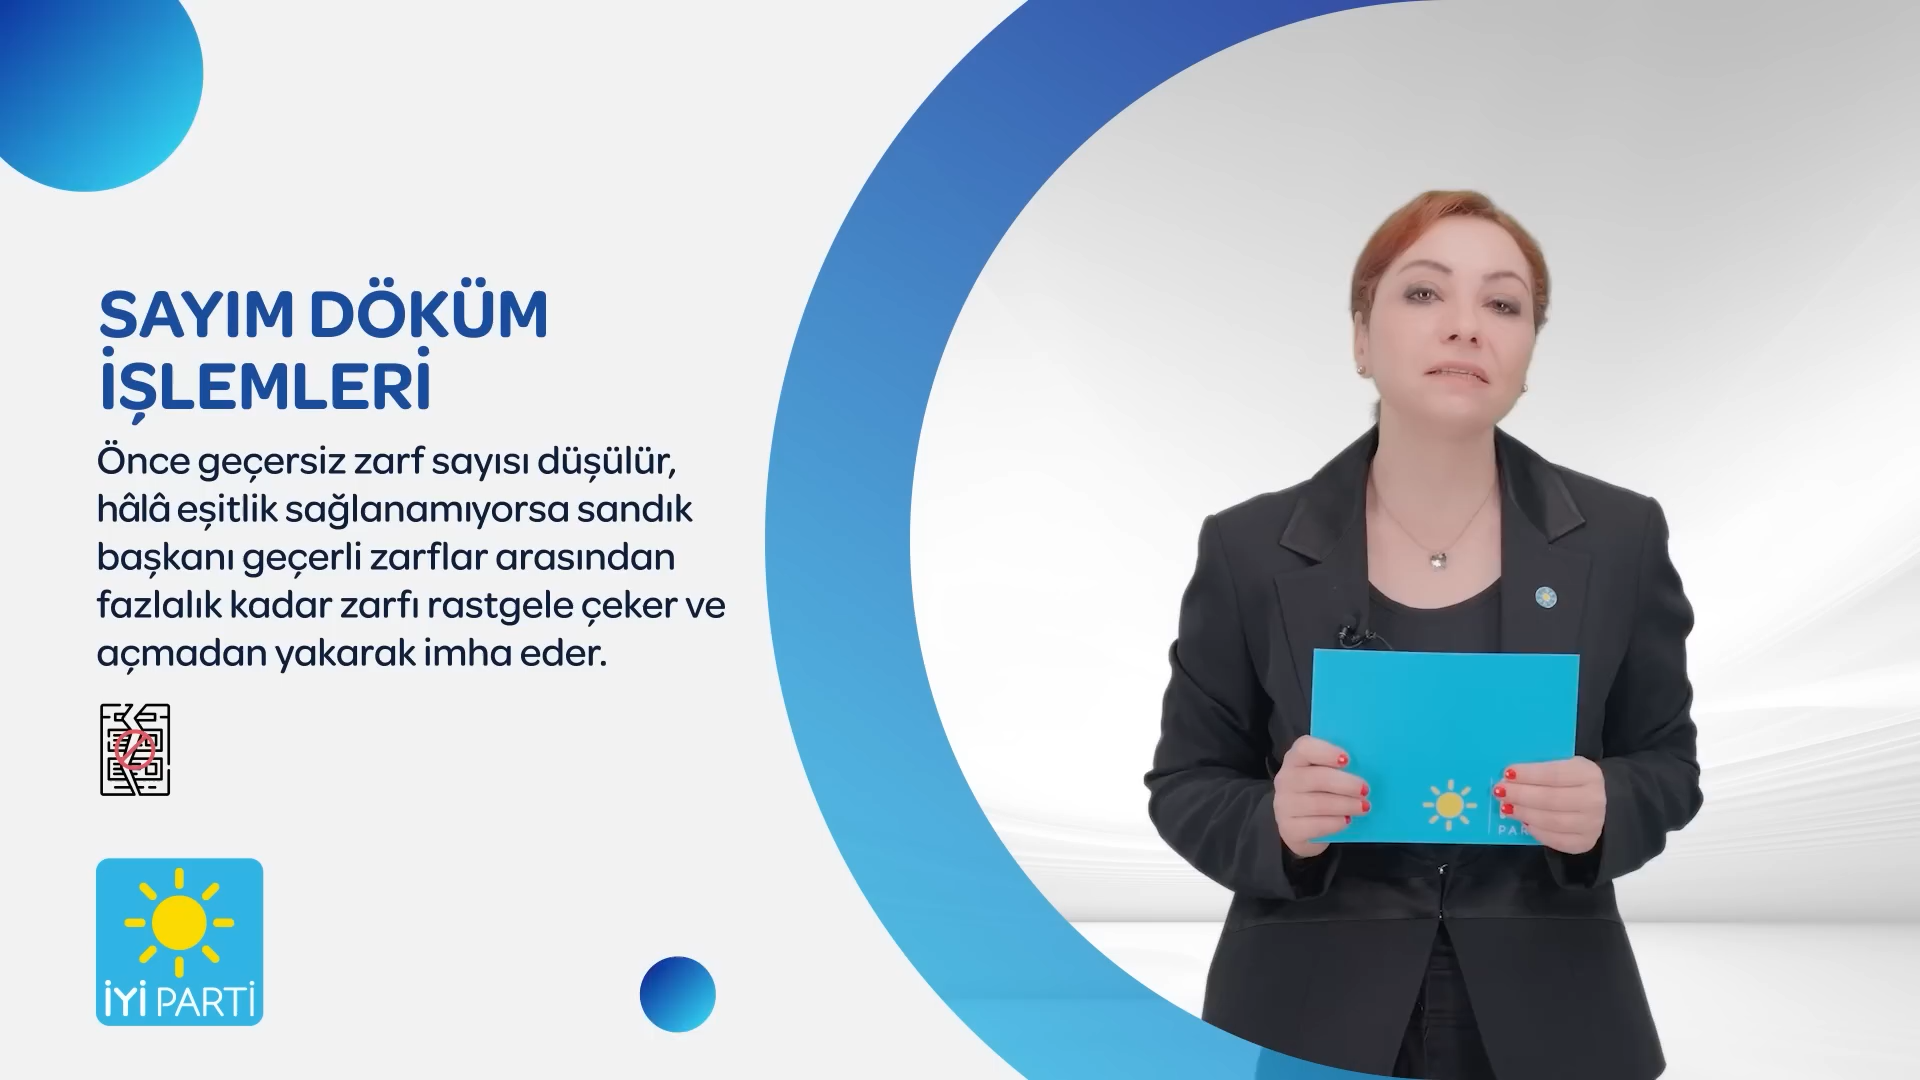 SAYIM DÖKÜM
İŞLEMLERİ
Önce geçersiz zarf sayısı düşülür,
hâlâ eşitlik sağlanamıyorsa sandık
başkanı geçerli zarflar arasından
fazlalık kadar zarfı rastgele çeker ve
açmadan yakarak imha eder.
İYİ PARTİ